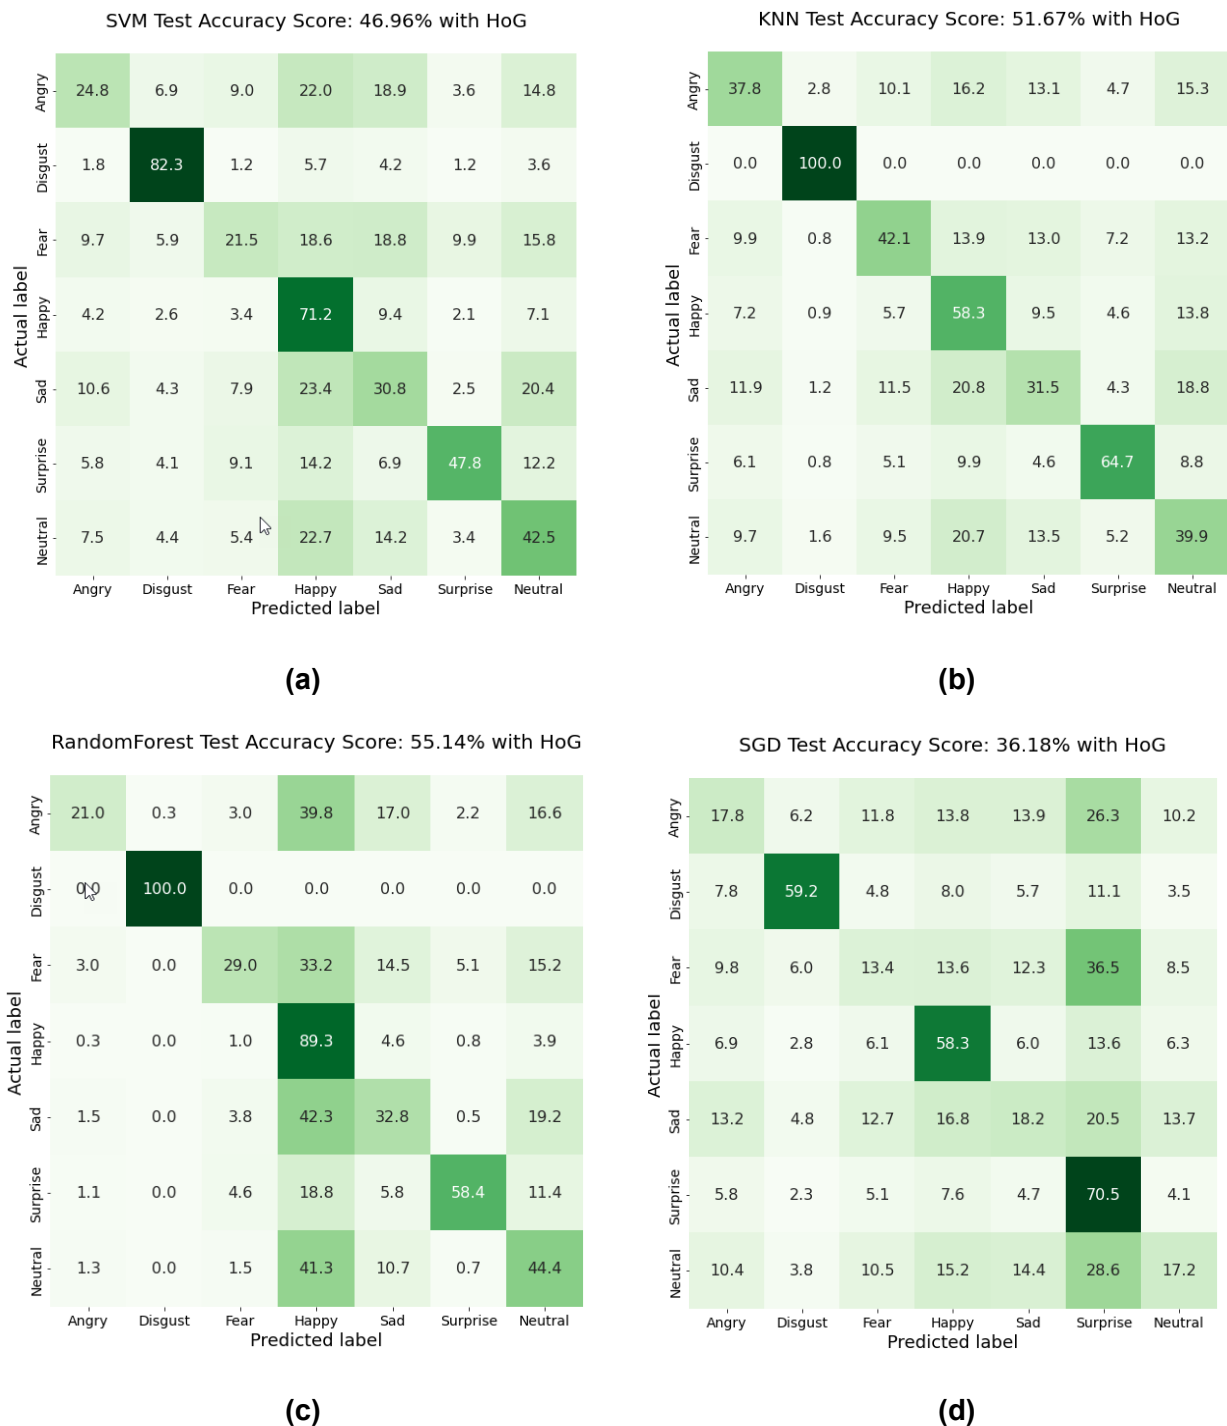 SVM Test Accuracy Score: 46.96% with HoG
Actual label
Angry 24.8 6.9 9.0 22.0 18.9 3.6 14.8
Disgust 1.8 82.3 1.2 5.7 4.2 1.2 3.6
Fear 9.7 5.9 21.5 18.6 18.8 9.9 15.8
Happy 4.2 2.6 3.4 71.2 9.4 2.1 7.1
Sad 10.6 4.3 7.9 23.4 30.8 2.5 20.4
Surprise 5.8 4.1 9.1 14.2 6.9 47.8 12.2
Neutral 7.5 4.4 5.4 22.7 14.2 3.4 42.5
Angry Disgust Fear Happy Sad Surprise Neutral
Predicted label
(a)
KNN Test Accuracy Score: 51.67% with HoG
Actual label
Angry 37.8 2.8 10.1 16.2 13.1 4.7 15.3
Disgust 0.0 100.0 0.0 0.0 0.0 0.0 0.0
Fear 9.9 0.8 42.1 13.9 13.0 7.2 13.2
Happy 7.2 0.9 5.7 58.3 9.5 4.6 13.8
Sad 11.9 1.2 11.5 20.8 31.5 4.3 18.8
Surprise 6.1 0.8 5.1 9.9 4.6 64.7 8.8
Neutral 9.7 1.6 9.5 20.7 13.5 5.2 39.9
Angry Disgust Fear Happy Sad Surprise Neutral
Predicted label
(b)
RandomForest Test Accuracy Score: 55.14% with HoG
Actual label
Angry 21.0 0.3 3.0 39.8 17.0 2.2 16.6
Disgust 0.0 100.0 0.0 0.0 0.0 0.0 0.0
Fear 3.0 0.0 29.0 33.2 14.5 5.1 15.2
Happy 0.3 0.0 1.0 89.3 4.6 0.8 3.9
Sad 1.5 0.0 3.8 42.3 32.8 0.5 19.2
Surprise 1.1 0.0 4.6 18.8 5.8 58.4 11.4
Neutral 1.3 0.0 1.5 41.3 10.7 0.7 44.4
Angry Disgust Fear Happy Sad Surprise Neutral
Predicted label
(c)
SGD Test Accuracy Score: 36.18% with HoG
Actual label
Angry 17.8 6.2 11.8 13.8 13.9 26.3 10.2
Disgust 7.8 59.2 4.8 8.0 5.7 11.1 3.5
Fear 9.8 6.0 13.4 13.6 12.3 36.5 8.5
Happy 6.9 2.8 6.1 58.3 6.0 13.6 6.3
Sad 13.2 4.8 12.7 16.8 18.2 20.5 13.7
Surprise 5.8 2.3 5.1 7.6 4.7 70.5 4.1
Neutral 10.4 3.8 10.5 15.2 14.4 28.6 17.2
Angry Disgust Fear Happy Sad Surprise Neutral
Predicted label
(d)